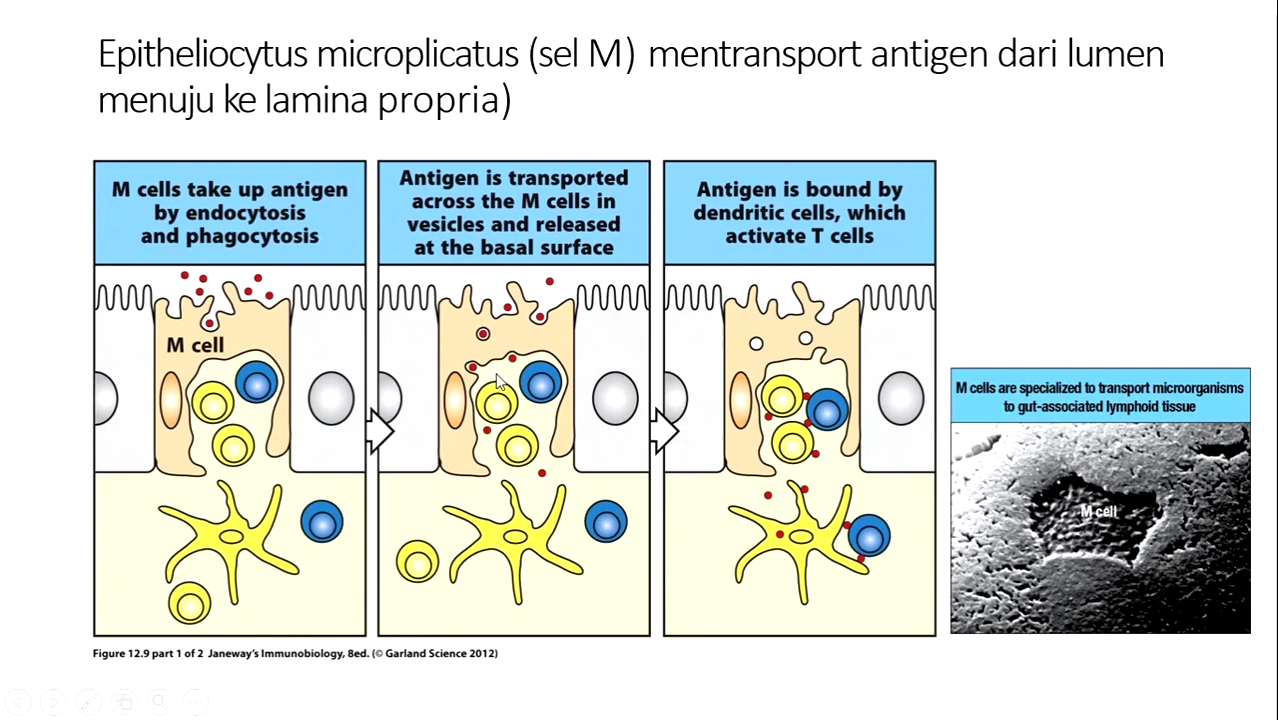 Epitheliocytus microplicatus (sel M) mentransport antigen dari lumen
menuju ke lamina propria)
M cells take up antigen
by endocytosis
and phagocytosis
Antigen is transported
across the M cells in
vesicles and released
at the basal surface
Antigen is bound by
dendritic cells, which
activate T cells
M cell
M cells are specialized to transport microorganisms
to gut-associated lymphoid tissue
M cell
Figure 12.9 part 1 of 2 Janeway's Immunobiology, 8ed. (© Garland Science 2012)